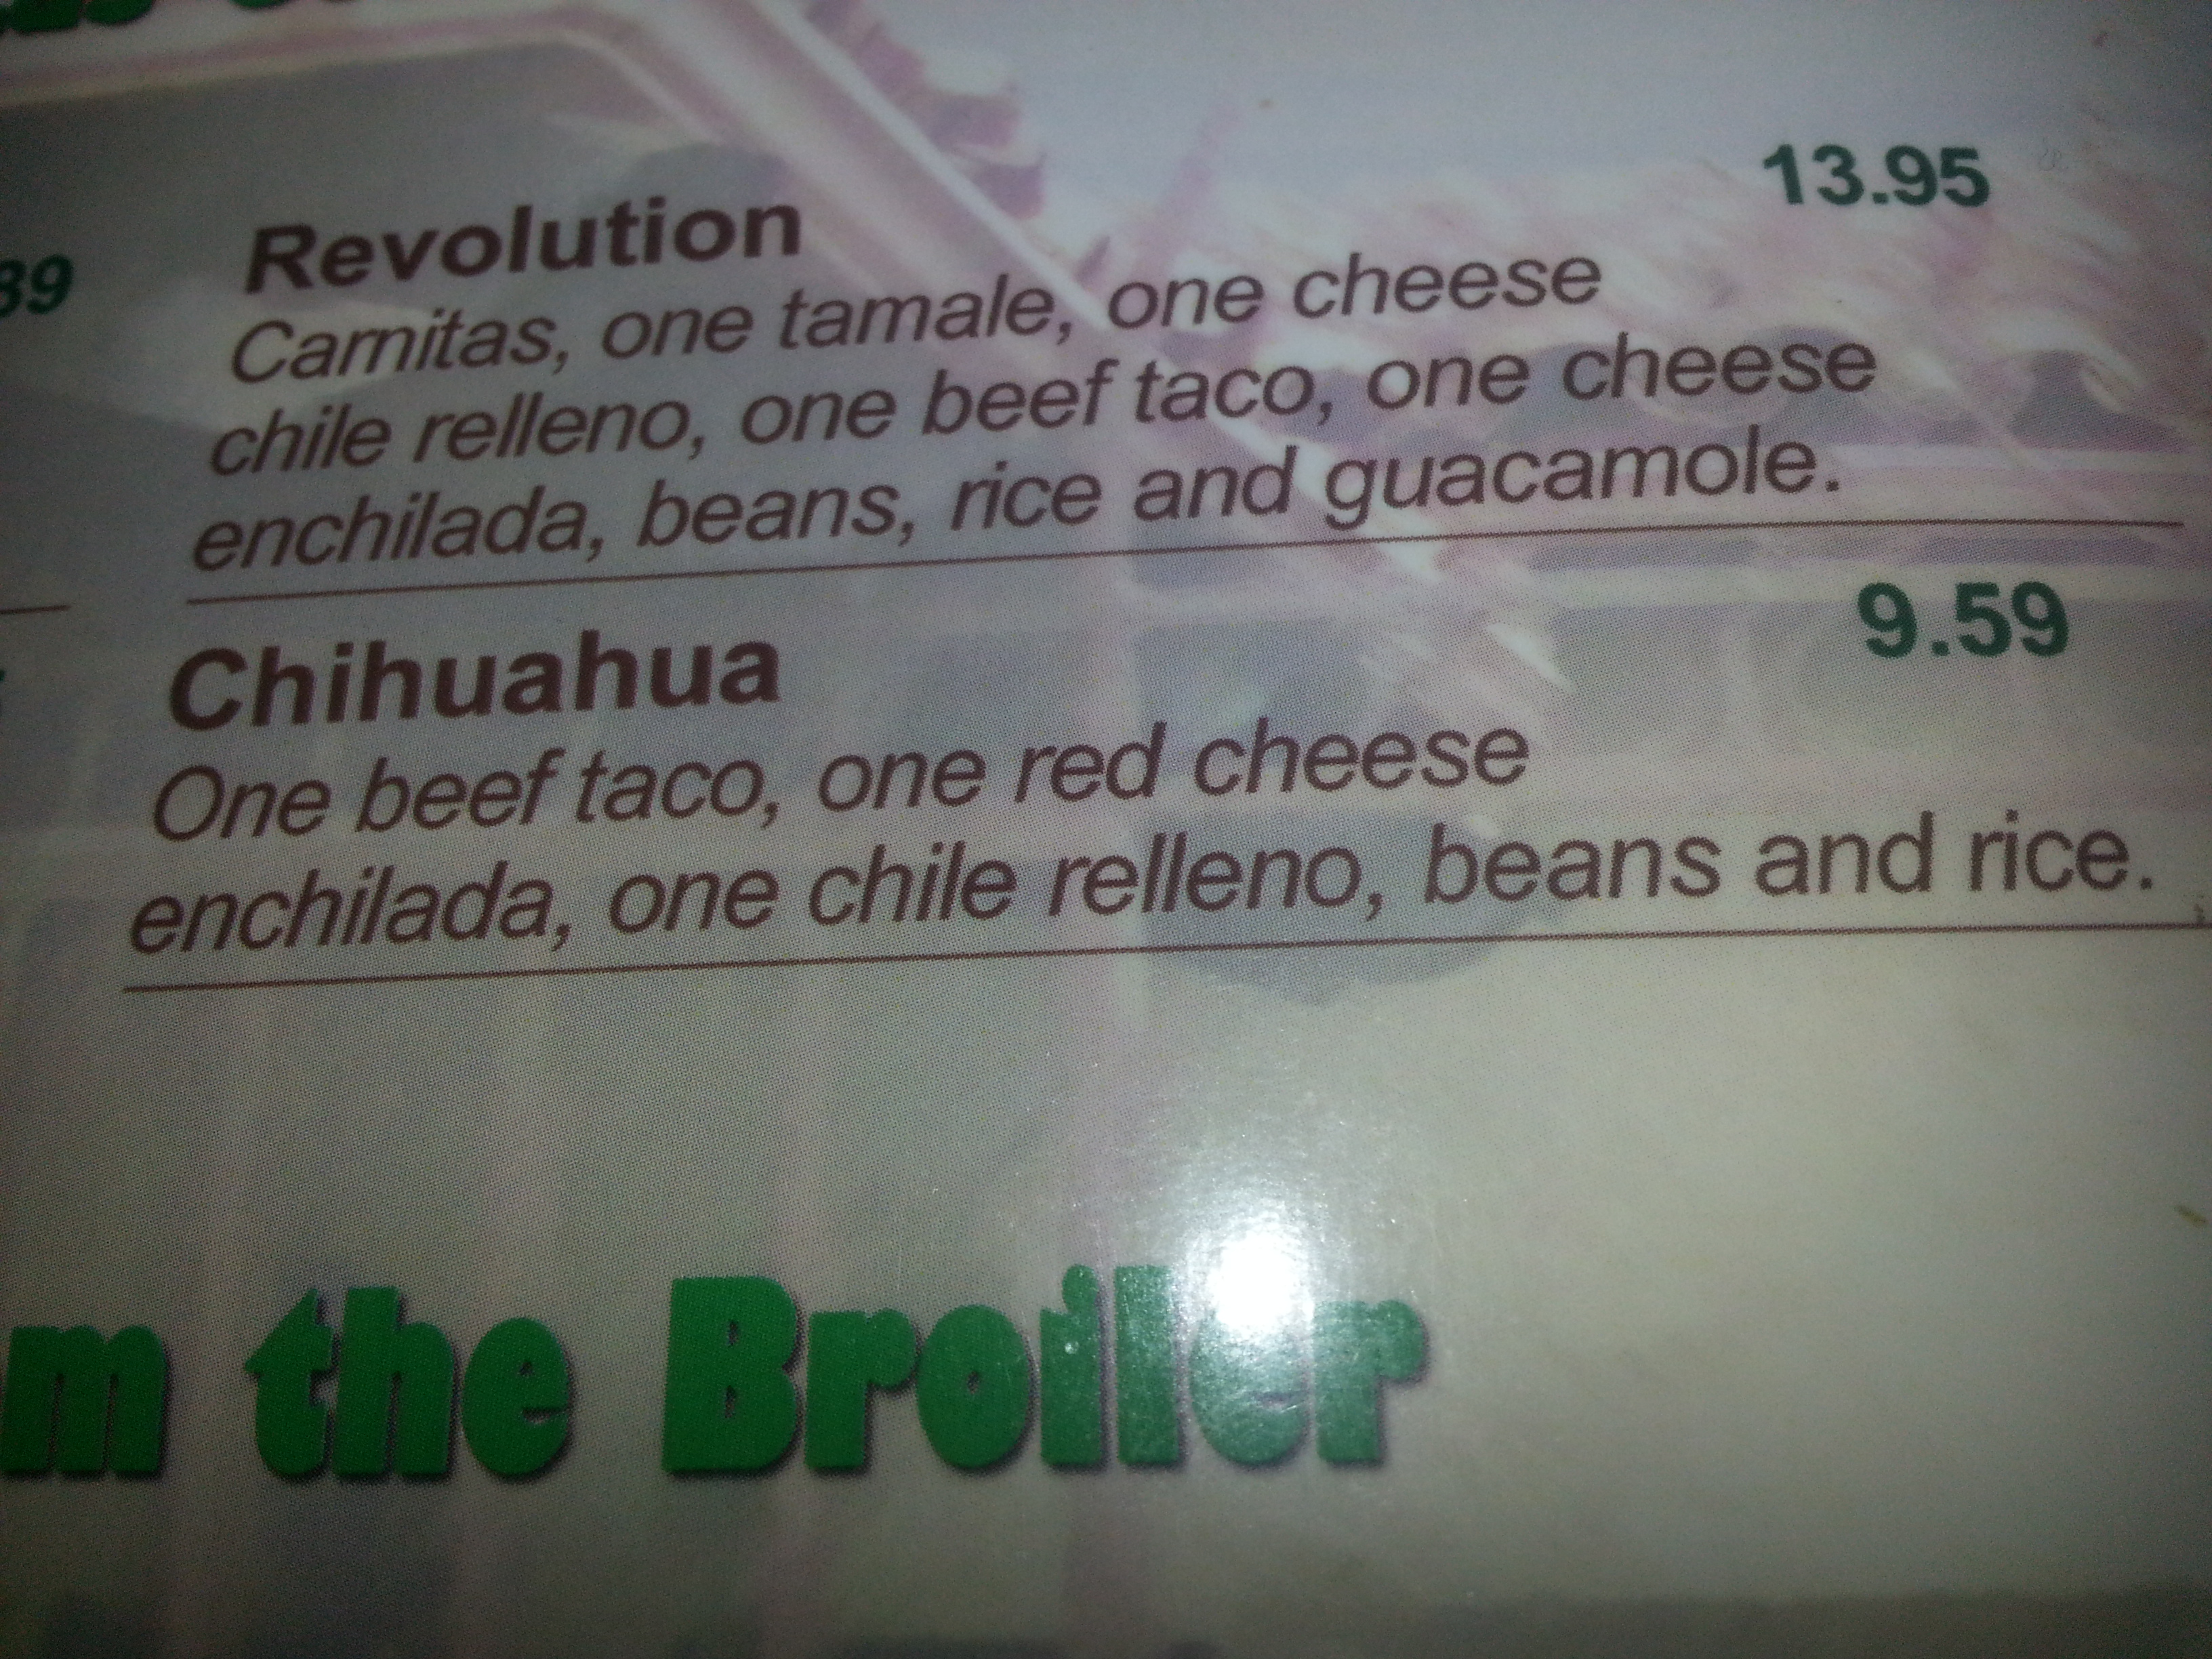 Revolution 13.95
Carnitas, one tamale, one cheese
chile relleno, one beef taco, one cheese
enchilada, beans, rice and guacamole.
Chihuahua 9.59
One beef taco, one red cheese
enchilada, one chile relleno, beans and rice.
m the Broiler